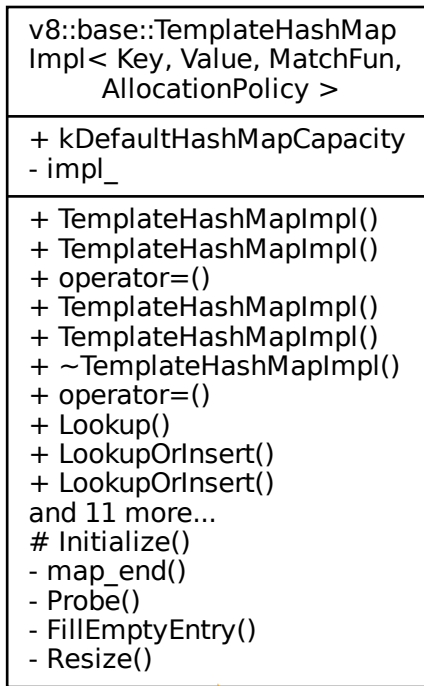 v8::base::TemplateHashMap
Impl< Key, Value, MatchFun,
AllocationPolicy >
+ kDefaultHashMapCapacity
- impl_
+ TemplateHashMapImpl()
+ TemplateHashMapImpl()
+ operator=()
+ TemplateHashMapImpl()
+ TemplateHashMapImpl()
+ ~TemplateHashMapImpl()
+ operator=()
+ Lookup()
+ LookupOrInsert()
+ LookupOrInsert()
and 11 more...
# Initialize()
- map_end()
- Probe()
- FillEmptyEntry()
- Resize()